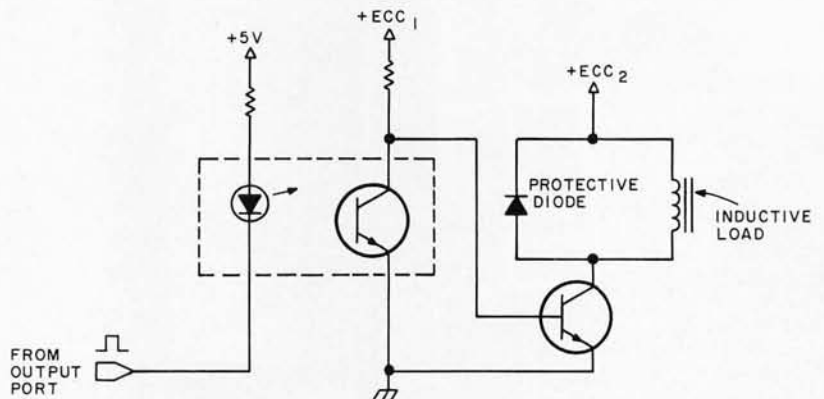 +5V
+ECC1
+ECC2
PROTECTIVE
DIODE
INDUCTIVE
LOAD
FROM
OUTPUT
PORT